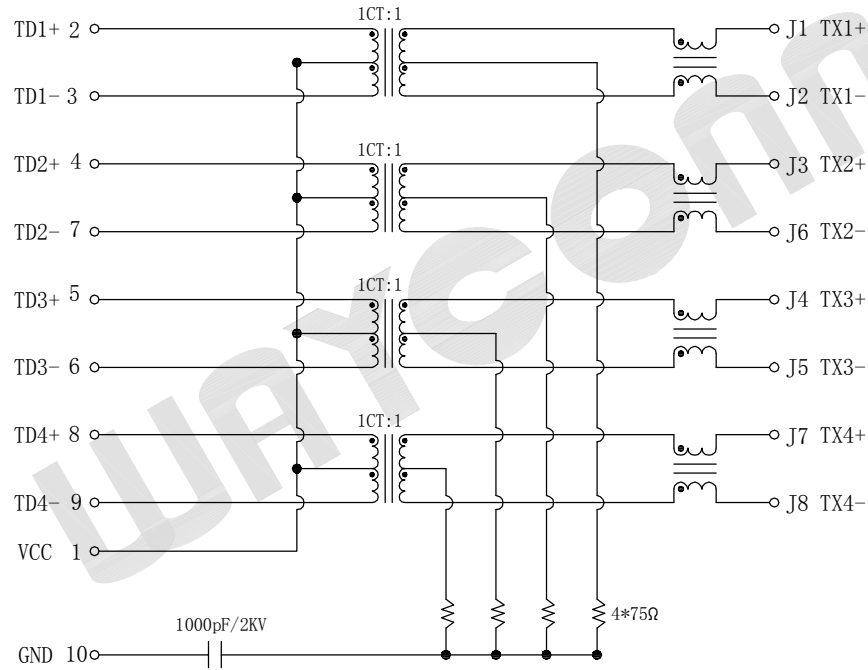 1CT:1
TD1+ 2
J1 TX1+
TD1- 3
J2 TX1-
1CT:1
TD2+ 4
J3 TX2+
TD2- 7
J6 TX2-
1CT:1
TD3+ 5
J4 TX3+
TD3- 6
J5 TX3-
1CT:1
TD4+ 8
J7 TX4+
TD4- 9
J8 TX4-
VCC 1
4*75Ω
1000pF/2KV
GND 10
WAYCONN